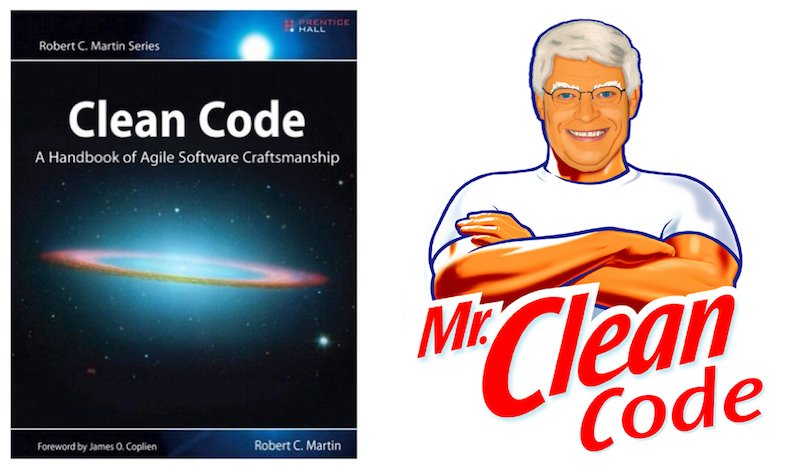 PRENTICE
HALL
Robert C. Martin Series
Clean Code
A Handbook of Agile Software Craftsmanship
Foreword by James O. Coplien
Robert C. Martin
Mr. Clean
Code